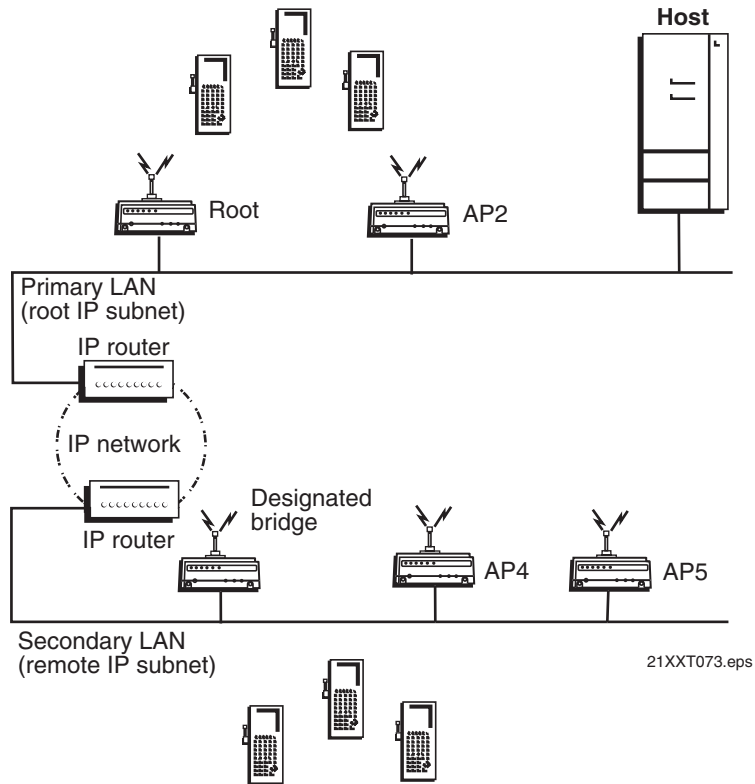 Host
Root
AP2
Primary LAN
(root IP subnet)
IP router
IP network
IP router
Designated
bridge
AP4
AP5
Secondary LAN
(remote IP subnet)
21XXT073.eps